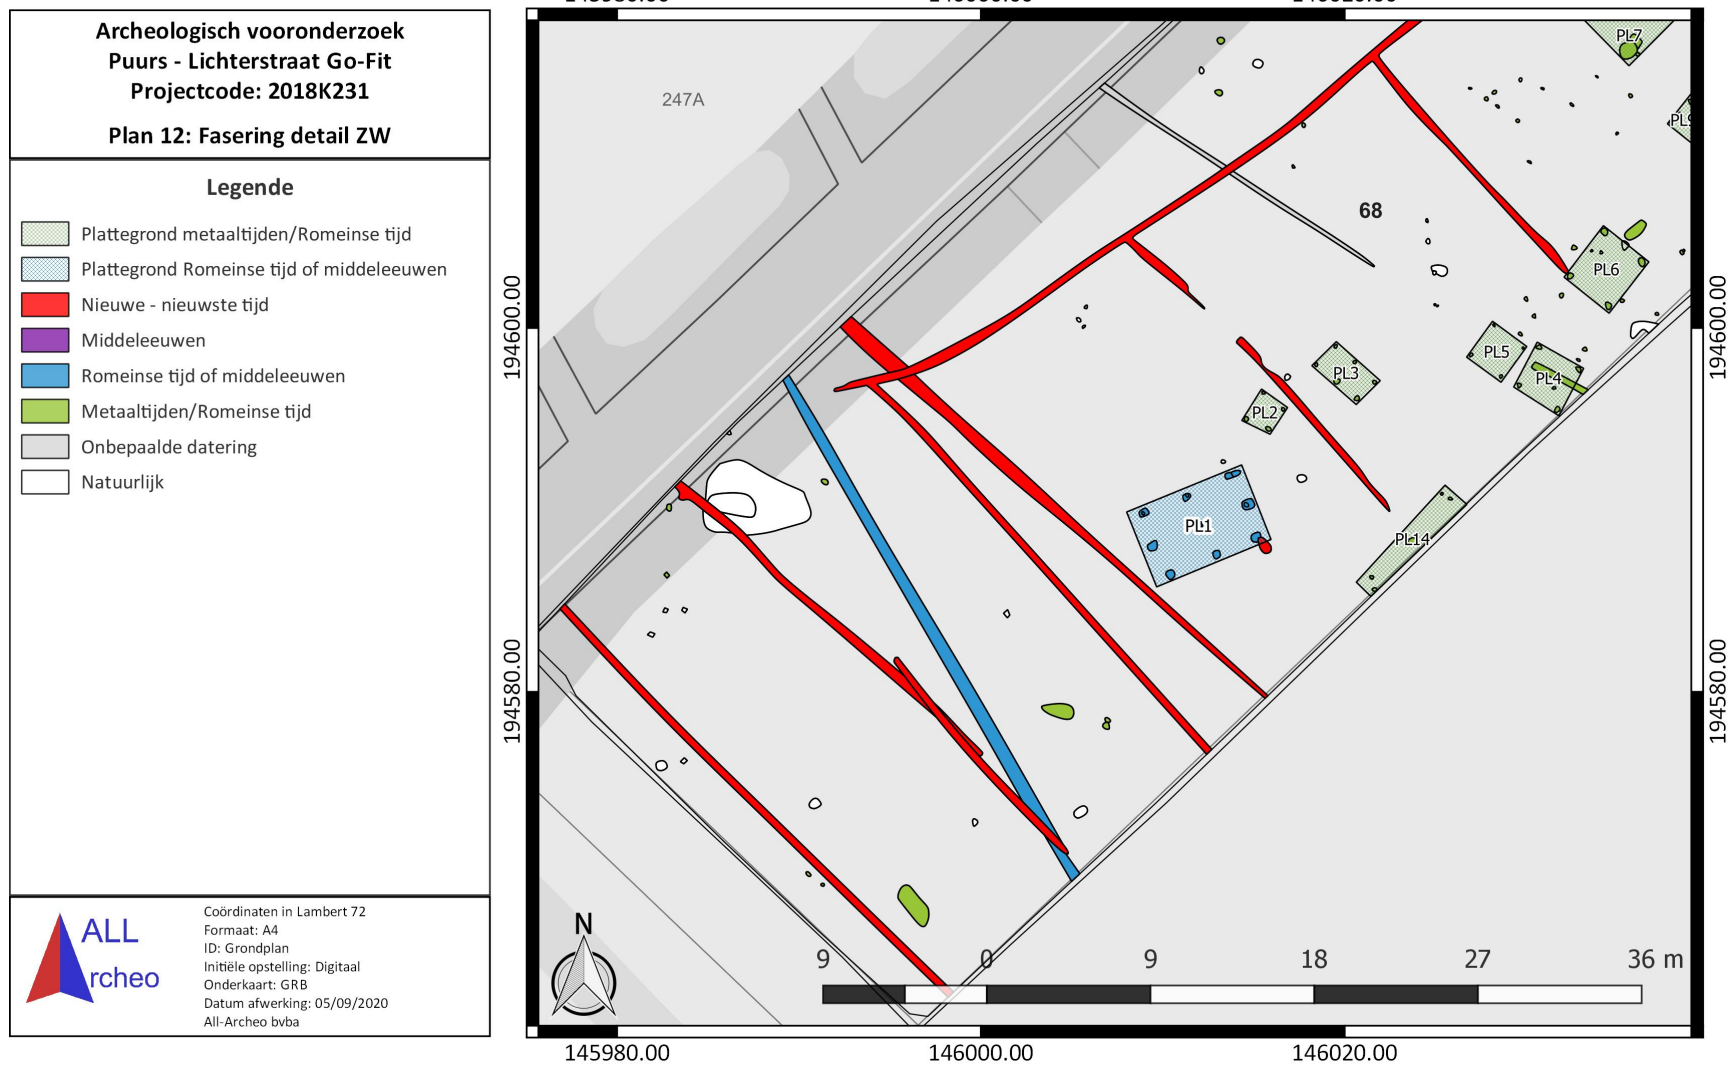 Archeologisch vooronderzoek
Puurs - Lichterstraat Go-Fit
Projectcode: 2018K231
Plan 12: Fasering detail ZW
Legende
Plattegrond metaaltijden/Romeinse tijd
Plattegrond Romeinse tijd of middeleeuwen
Nieuwe - nieuwste tijd
Middeleeuwen
Romeinse tijd of middeleeuwen
Metaaltijden/Romeinse tijd
Onbepaalde datering
Natuurlijk
ALL
rcheo
Coördinaten in Lambert 72
Formaat: A4
ID: Grondplan
Initiële opstelling: Digitaal
Onderkaart: GRB
Datum afwerking: 05/09/2020
All-Archeo bvba
247A
68
PL7
PL6
PL5
PL4
PL3
PL2
PL1
PL14
194600.00
194580.00
194600.00
194580.00
N
9 0 9 18 27 36 m
145980.00 146000.00 146020.00